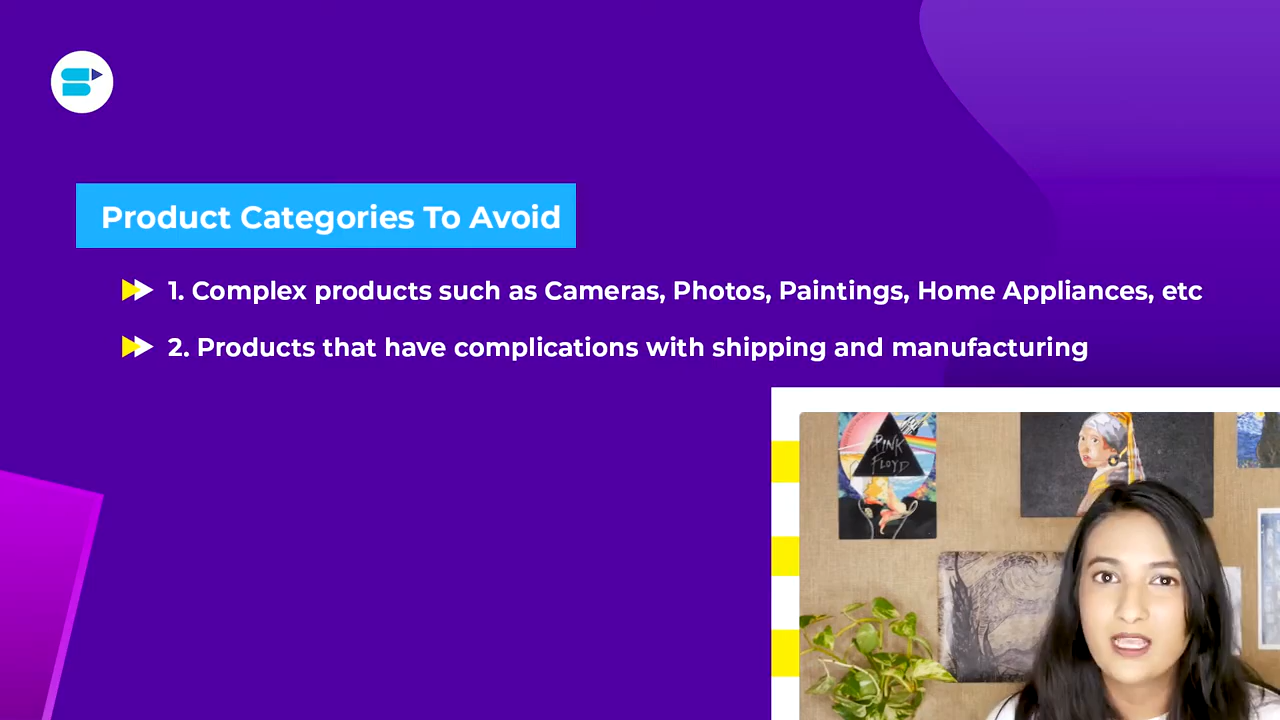 Product Categories To Avoid
1. Complex products such as Cameras, Photos, Paintings, Home Appliances, etc
2. Products that have complications with shipping and manufacturing
PINK
FLOYD